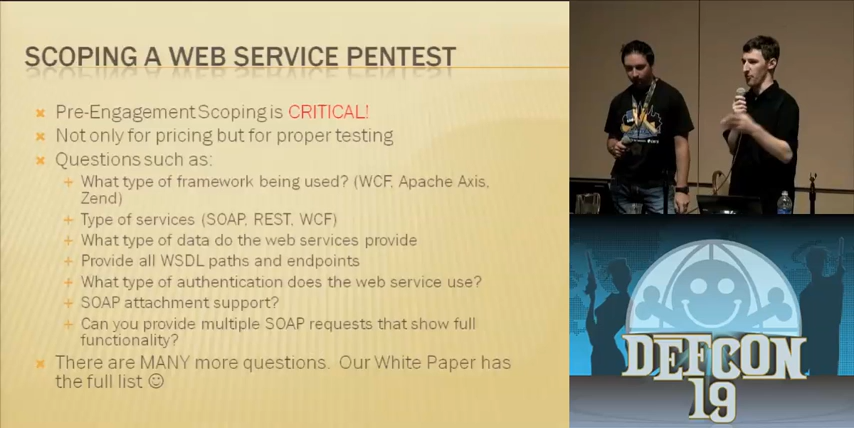 SCOPING A WEB SERVICE PENTEST
Pre-Engagement Scoping is CRITICAL!
Not only for pricing but for proper testing
Questions such as:
What type of framework being used? (WCF, Apache Axis,
Zend)
Type of services (SOAP, REST, WCF)
What type of data do the web services provide
Provide all WSDL paths and endpoints
What type of authentication does the web service use?
SOAP attachment support?
Can you provide multiple SOAP requests that show full
functionality?
There are MANY more questions. Our White Paper has
the full list ☺
DEFCON
19